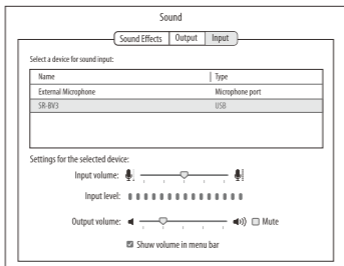 Sound
Sound Effects Output Input
Select a device for sound input:
Name Type
External Microphone Microphone port
SR-BV3 USB
Settings for the selected device:
Input volume:
Input level:
Output volume: Mute
Show volume in menu bar